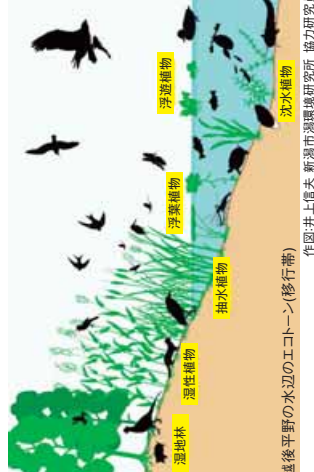 浮遊植物
浮葉植物
沈水植物
抽水植物
湿性植物
湿地林
越後平野の水辺のエコトーン(移行帯)
作図:井上信夫 新潟市潟環境研究所 協力研究